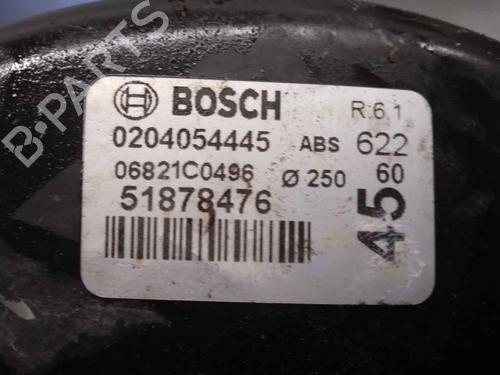 B-PARTS
BOSCH R:6.1
0204054445 ABS 622
06821C0496 Ø 250 60
51878476
45